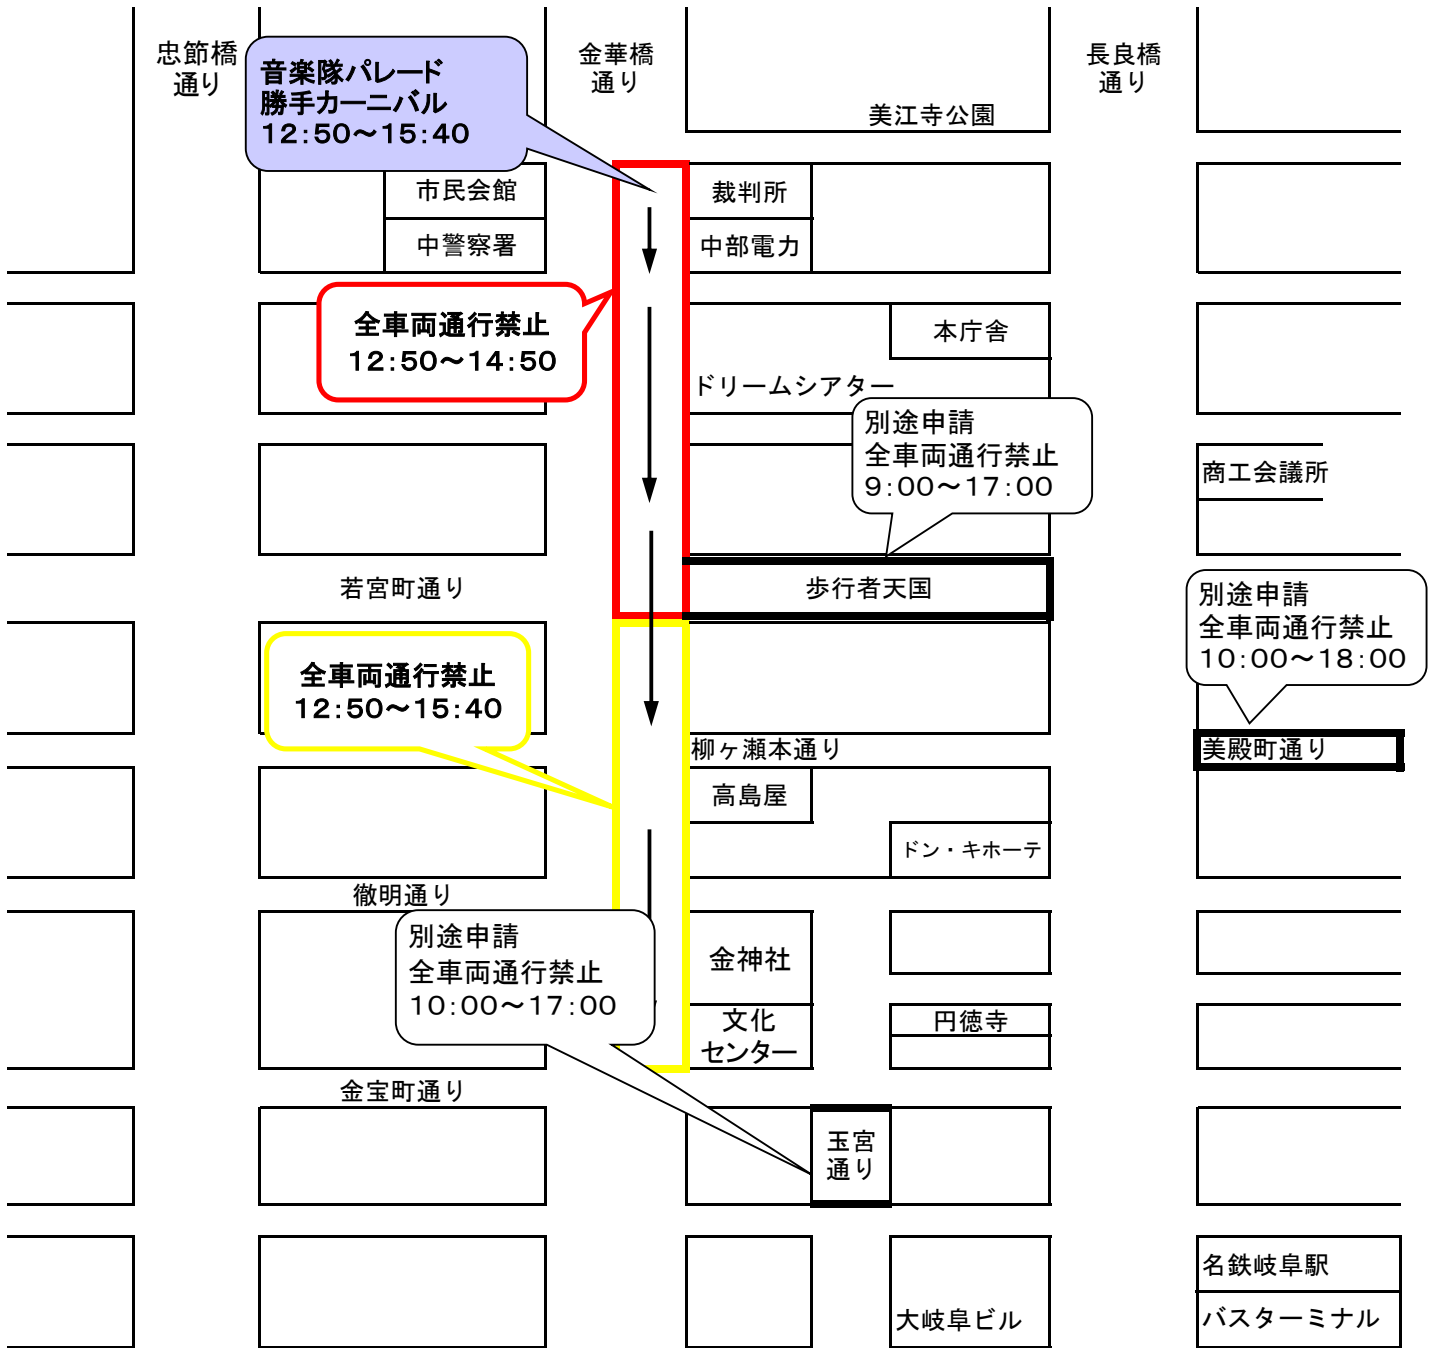 忠節橋
通り
金華橋
通り
長良橋
通り
音楽隊パレード
勝手カーニバル
12:50～15:40
美江寺公園
市民会館
裁判所
中警察署
中部電力
全車両通行禁止
12:50～14:50
本庁舎
ドリームシアター
別途申請
全車両通行禁止
9:00～17:00
商工会議所
若宮町通り
歩行者天国
別途申請
全車両通行禁止
10:00～18:00
全車両通行禁止
12:50～15:40
柳ヶ瀬本通り
美殿町通り
高島屋
ドン・キホーテ
徹明通り
別途申請
全車両通行禁止
10:00～17:00
金神社
文化
センター
円徳寺
金宝町通り
玉宮
通り
名鉄岐阜駅
大岐阜ビル
バスターミナル